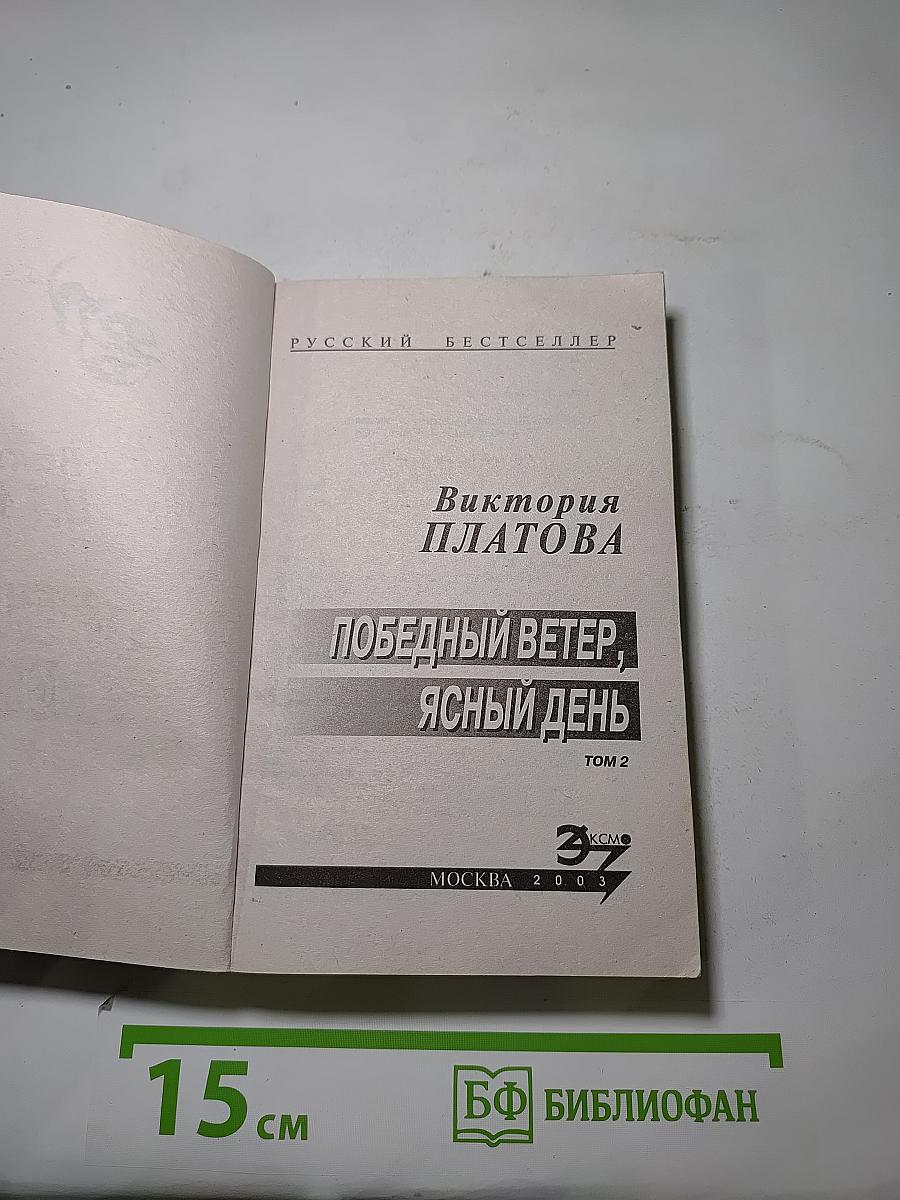 РУССКИЙ БЕСТСЕЛЛЕР
Виктория
ПЛАТОВА
ПОБЕДНЫЙ ВЕТЕР,
ЯСНЫЙ ДЕНЬ
ТОМ 2
ЭКСМО
МОСКВА 2003
15 см
БФ БИБЛИОФАН